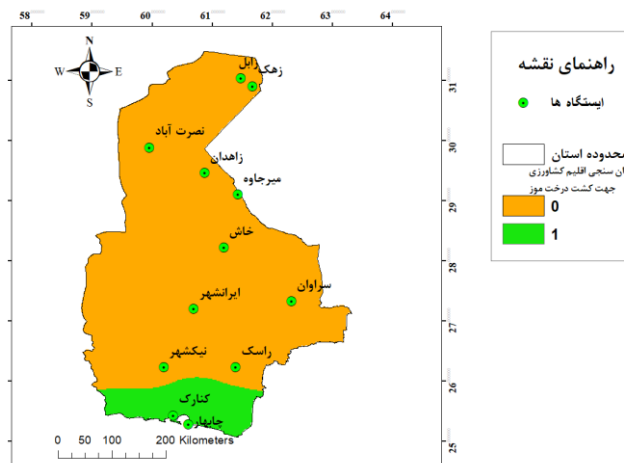 58 60 61 62 64
N
W E
S
زابل
زهک
نصرت آباد
زاهدان
میرجاوه
خاش
سراوان
ایرانشهر
نیکشهر
راسک
کنارک
چابهار
31
30
29
28
27
26
25
0 50 100 200 Kilometers
راهنمای نقشه
ایستگاه ها
محدوده استان
ان سنجی اقلیم کشاورزی
جهت کشت درخت موز
0
1